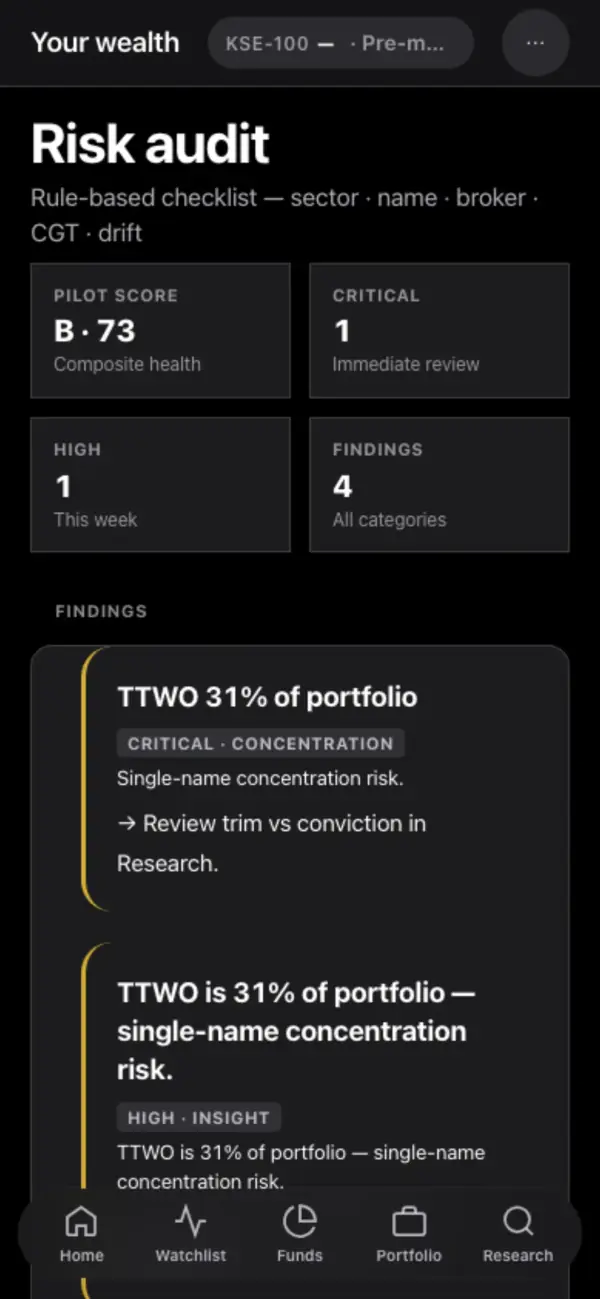 Your wealth
KSE-100 — · Pre-m...
...
Risk audit
Rule-based checklist — sector · name · broker ·
CGT · drift
PILOT SCORE
B · 73
Composite health
CRITICAL
1
Immediate review
HIGH
1
This week
FINDINGS
4
All categories
FINDINGS
TTWO 31% of portfolio
CRITICAL · CONCENTRATION
Single-name concentration risk.
→ Review trim vs conviction in
Research.
TTWO is 31% of portfolio —
single-name concentration
risk.
HIGH · INSIGHT
TTWO is 31% of portfolio — single-name
concentration risk.
Home
Watchlist
Funds
Portfolio
Research